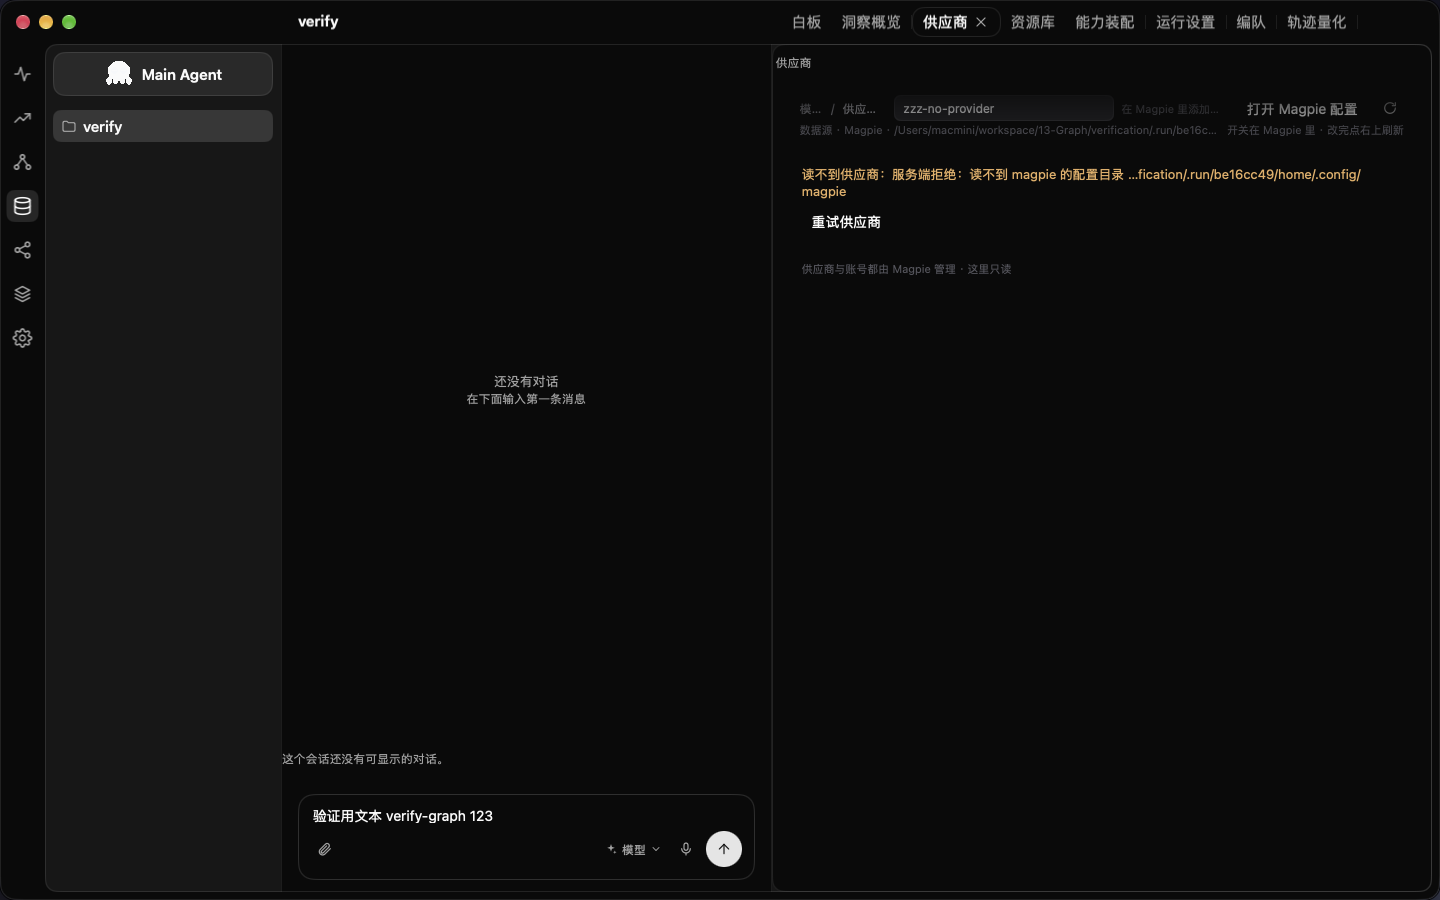 verify
白板
洞察概览
供应商
资源库
能力装配
运行设置
编队
轨迹量化
Main Agent
verify
还没有对话
在下面输入第一条消息
这个会话还没有可显示的对话。
验证用文本 verify-graph 123
模型
供应商
模… / 供应… zzz-no-provider 在 Magpie 里添加… 打开 Magpie 配置
数据源 · Magpie · /Users/macmini/workspace/13-Graph/verification/.run/be16c… 开关在 Magpie 里 · 改完点右上刷新
读不到供应商：服务端拒绝：读不到 magpie 的配置目录 …fication/.run/be16cc49/home/.config/
magpie
重试供应商
供应商与账号都由 Magpie 管理 · 这里只读